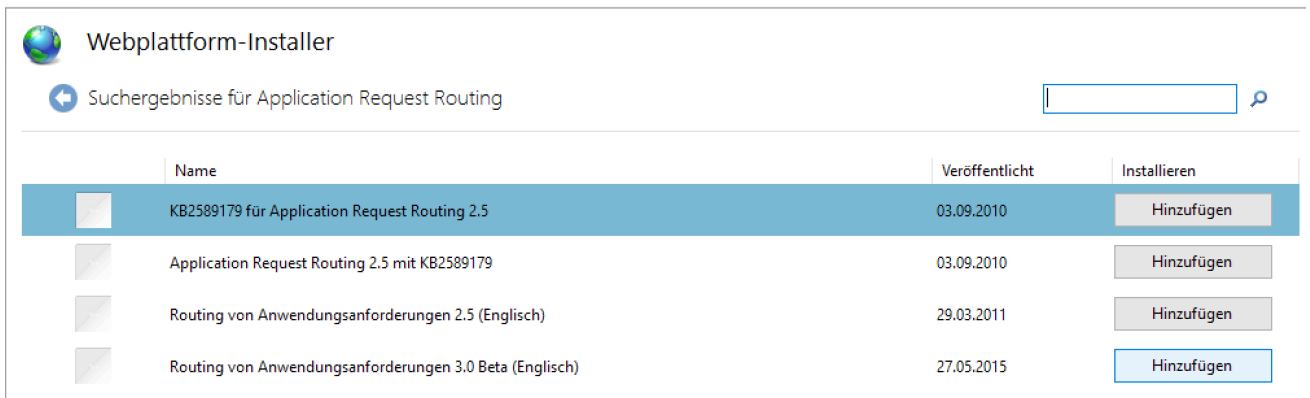 Webplattform-Installer
Suchergebnisse für Application Request Routing
Name Veröffentlicht Installieren
KB2589179 für Application Request Routing 2.5 03.09.2010 Hinzufügen
Application Request Routing 2.5 mit KB2589179 03.09.2010 Hinzufügen
Routing von Anwendungsanforderungen 2.5 (Englisch) 29.03.2011 Hinzufügen
Routing von Anwendungsanforderungen 3.0 Beta (Englisch) 27.05.2015 Hinzufügen